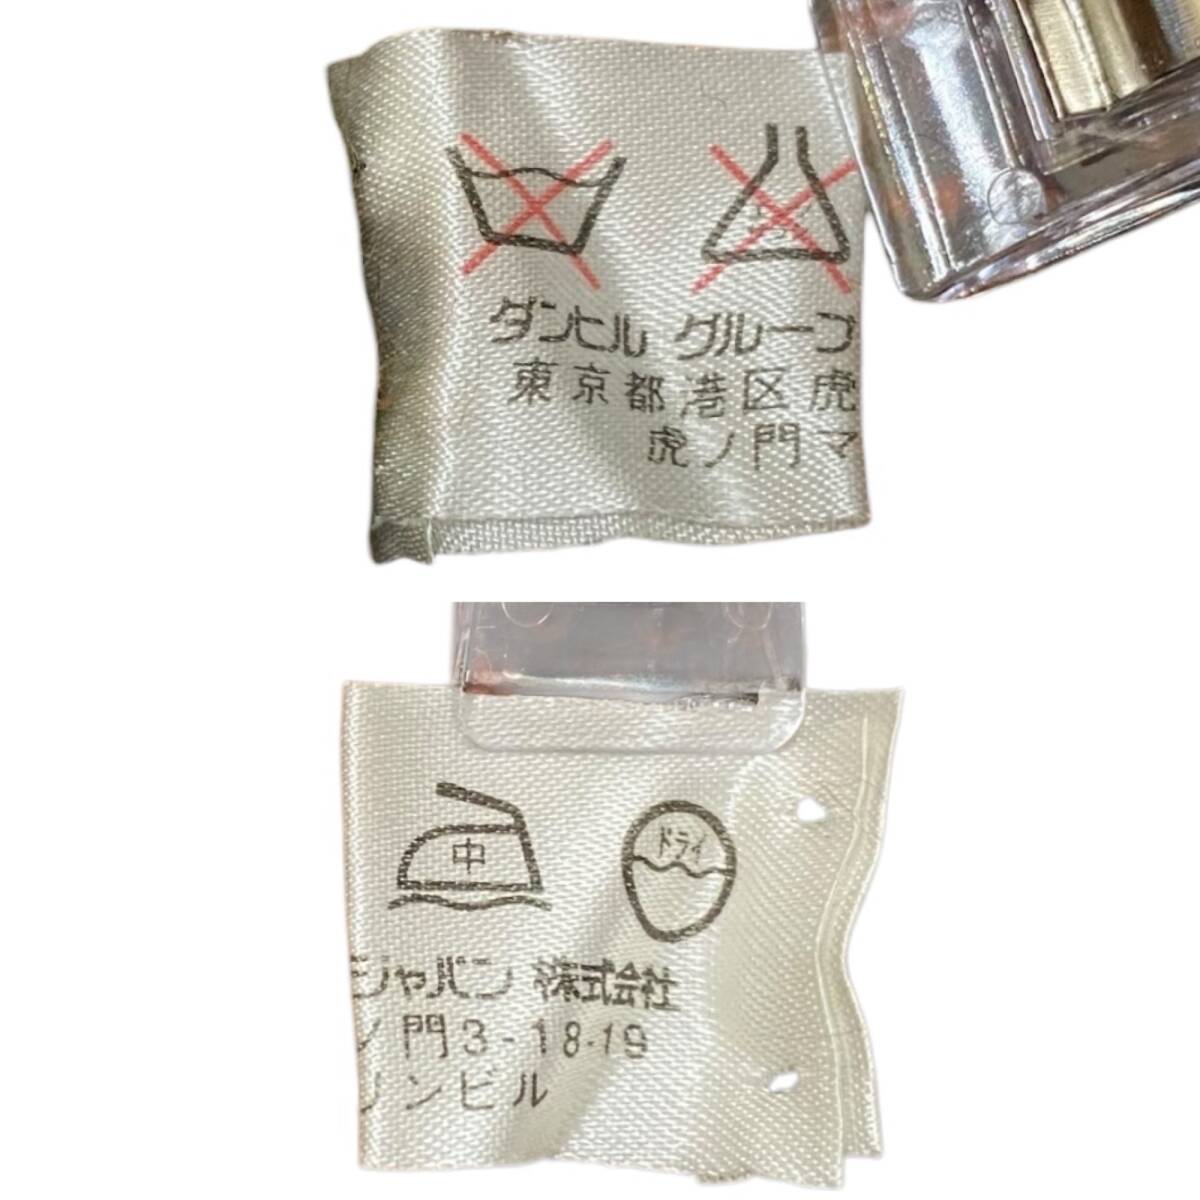 ダンヒル グループ
東京都港区虎
虎ノ門マ
中
ドライ
ジャパン 株式会社
ノ門3-18-19
リンビル